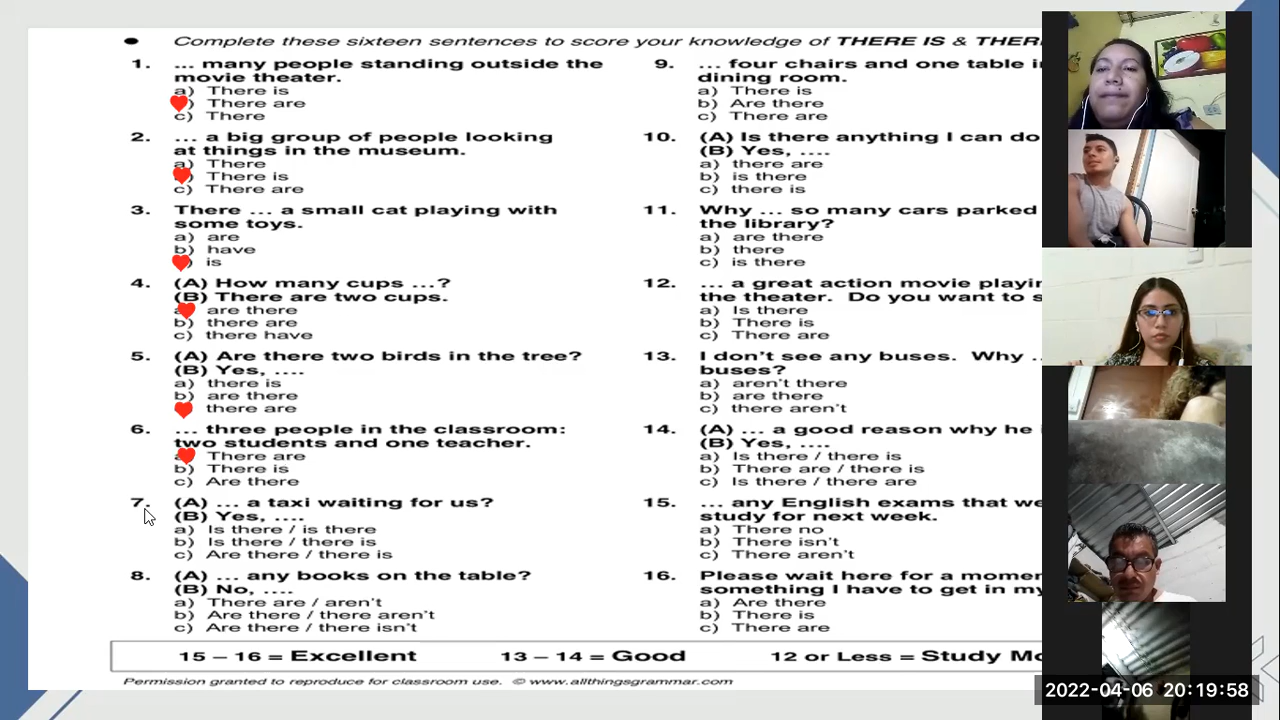 ● Complete these sixteen sentences to score your knowledge of THERE IS &
1. … many people standing outside the
movie theater.
a) There is
) There are
c) There
2. … a big group of people looking
at things in the museum.
a) There
) There is
c) There are
3. There … a small cat playing with
some toys.
a) are
b) have
) is
4. (A) How many cups …?
(B) There are two cups.
are there
b) there are
c) there have
5. (A) Are there two birds in the tree?
(B) Yes, ….
a) there is
b) are there
there are
6. … three people in the classroom:
two students and one teacher.
There are
b) There is
c) Are there
7. (A) … a taxi waiting for us?
(B) Yes, ….
a) Is there / is there
b) Is there / there is
c) Are there / there is
8. (A) … any books on the table?
(B) No, ….
a) There are / aren't
b) Are there / there aren't
c) Are there / there isn't
9. … four chairs and one table
dining room.
a) There is
b) Are there
c) There are
10. (A) Is there anything I can do
(B) Yes, ….
a) there are
b) is there
c) there is
11. Why … so many cars parked
the library?
a) are there
b) there
c) is there
12. … a great action movie
the theater. Do you want to
a) Is there
b) There is
c) There are
13. I don't see any buses. Why
buses?
a) aren't there
b) are there
c) there aren't
14. (A) … a good reason why he
(B) Yes, ….
a) Is there / there is
b) There are / there is
c) Is there / there are
15. … any English exams that
study for next week.
a) There no
b) There isn't
c) There aren't
16. Please wait here for a
something I have to get in
a) Are there
b) There is
c) There are
15 – 16 = Excellent 13 – 14 = Good 12 or Less = Study
Permission granted to reproduce for classroom use. © www.allthingsgrammar.com
2022-04-06 20:19:58